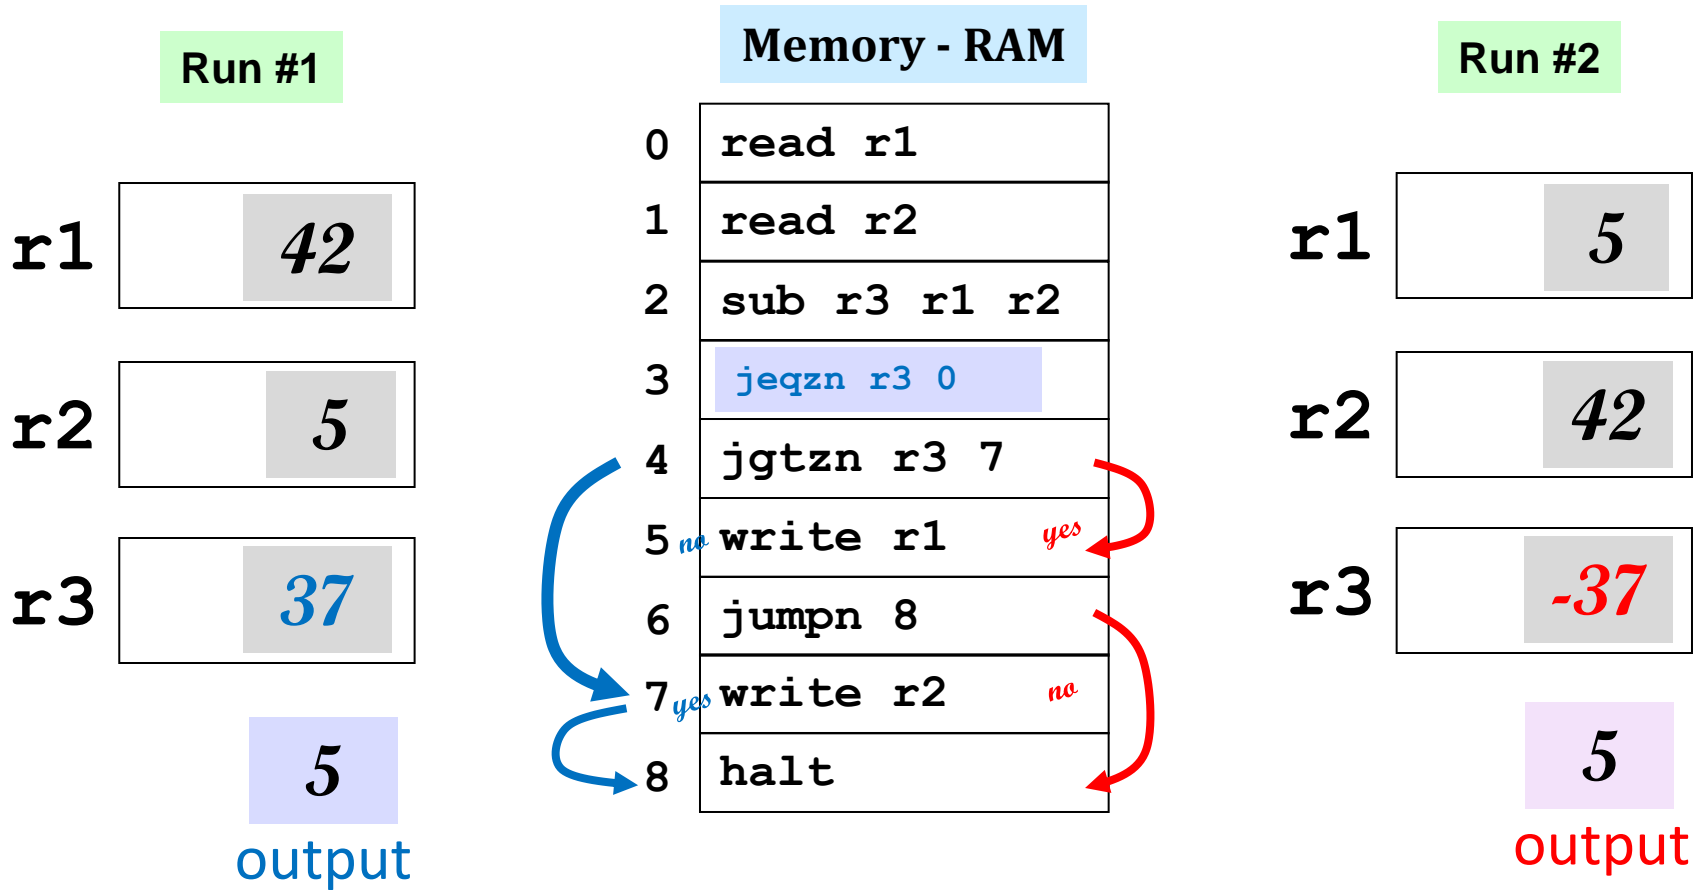 Run #1
r1 42
r2 5
r3 37
5
output
Memory - RAM
0 read r1
1 read r2
2 sub r3 r1 r2
3 jeqzn r3 0
4 jgtzn r3 7
5 no write r1 yes
6 jumpn 8
7 yes write r2 no
8 halt
Run #2
r1 5
r2 42
r3 -37
5
output